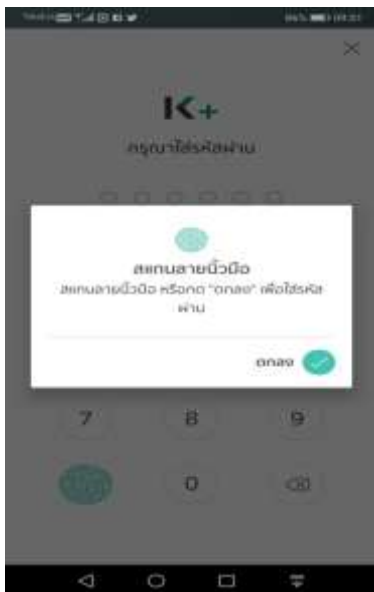 K+
กรุณาใส่รหัสผ่าน
สแกนลายนิ้วมือ
สแกนลายนิ้วมือ หรือกด "ตกลง" เพื่อใส่รหัส
ผ่าน
ตกลง
7 8 9
0